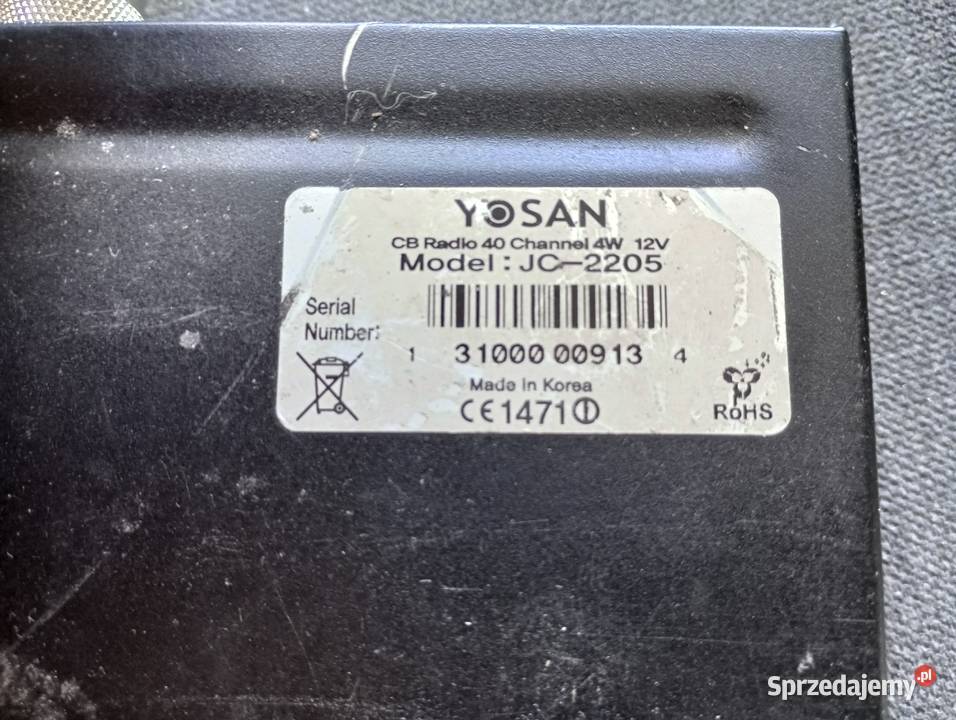 YOSAN
CB Radio 40 Channel 4W 12V
Model : JC-2205
Serial
Number:
1 31000 00913 4
Made In Korea
CE1471
RoHS
Sprzedajemy.pl